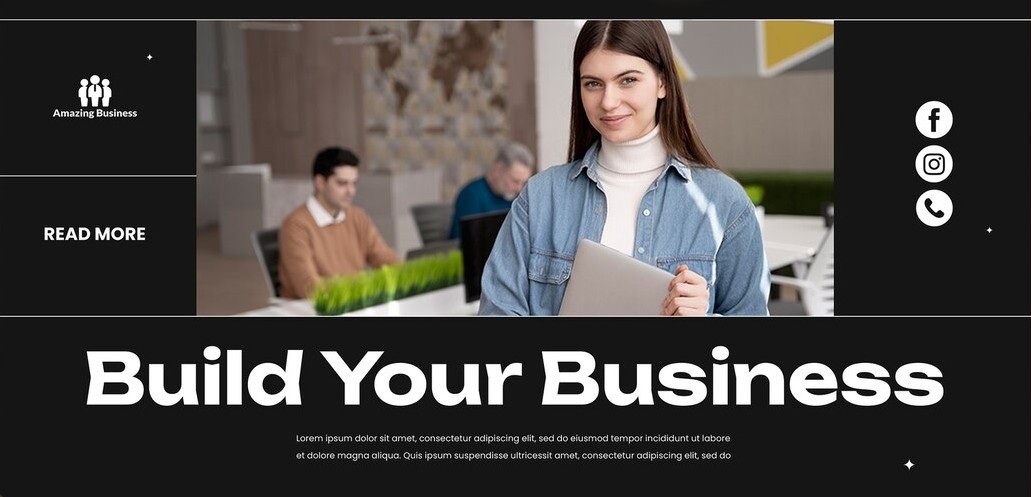 Amazing Business
READ MORE
Build Your Business
Lorem ipsum dolor sit amet, consectetur adipiscing elit, sed do eiusmod tempor incididunt ut labore
et dolore magna aliqua. Quis ipsum suspendisse ultricessit amet, consectetur adipiscing elit, sed do